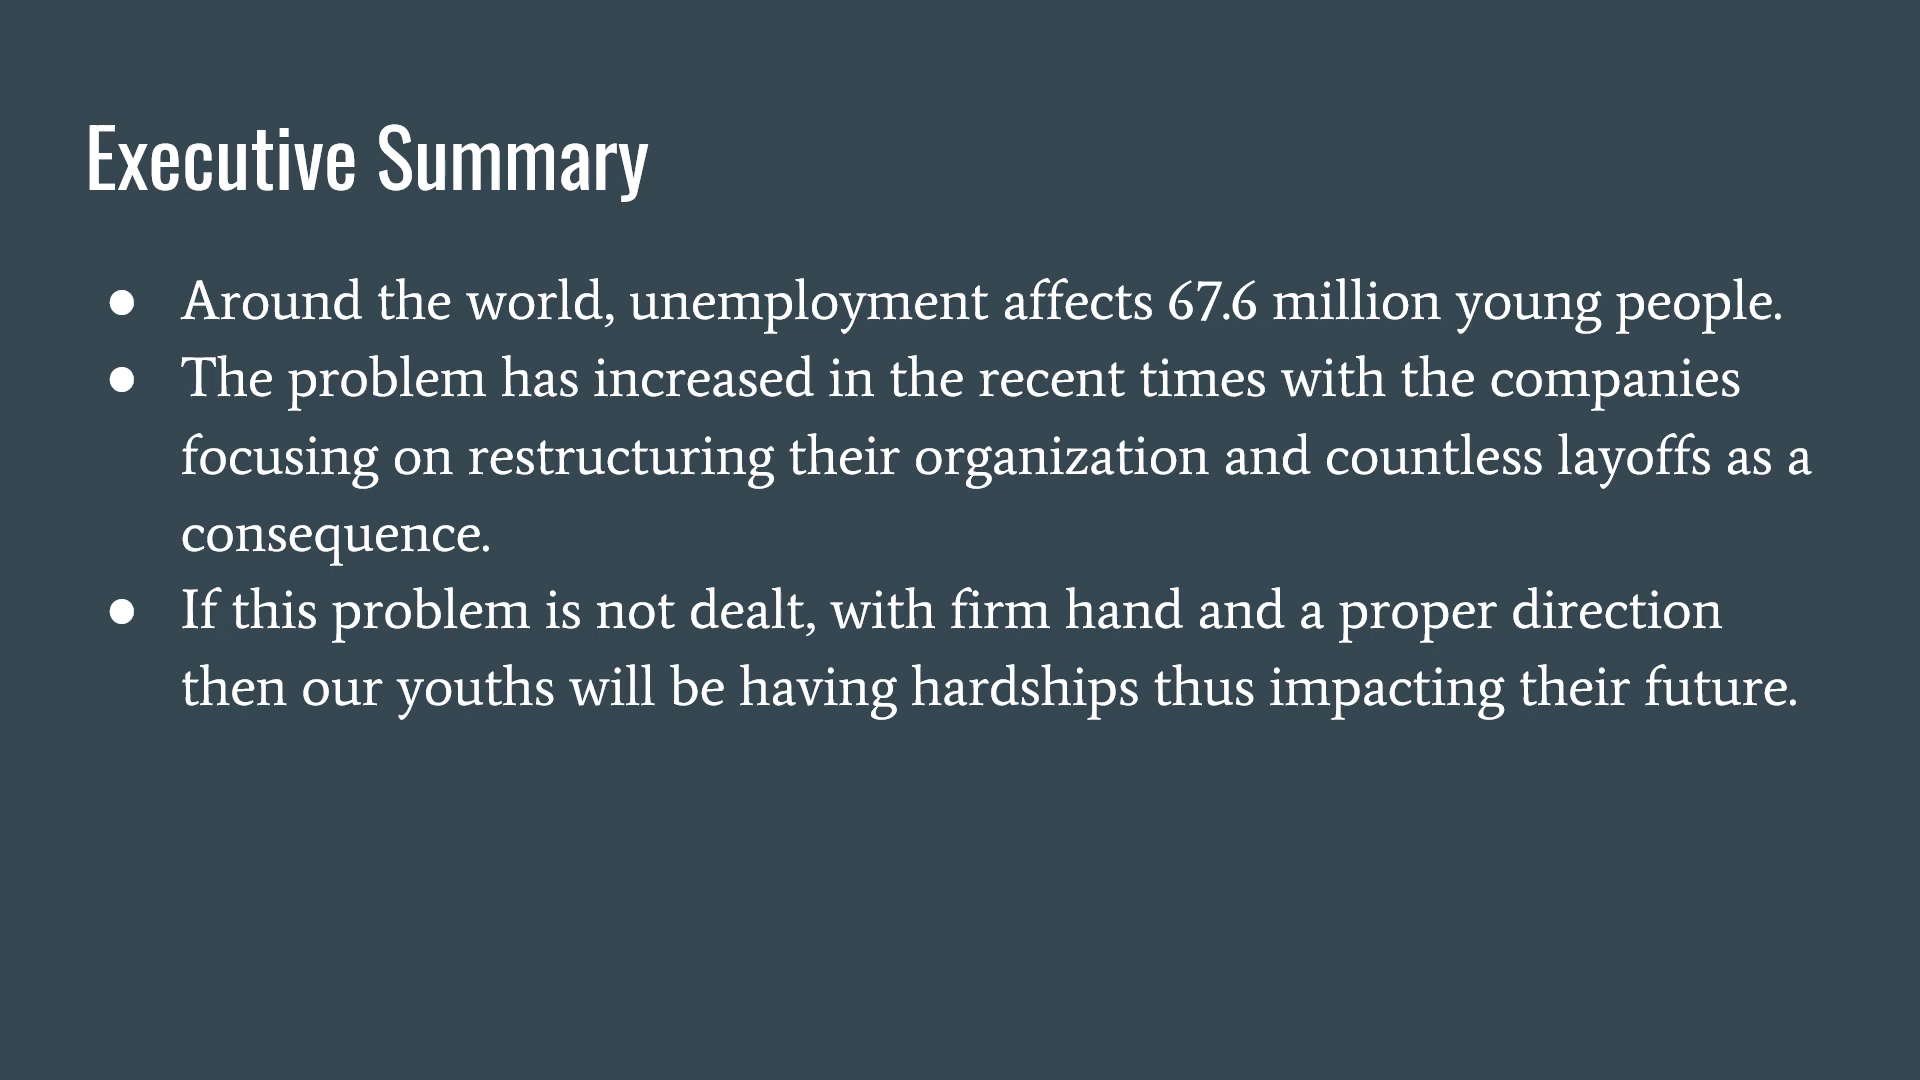 Executive Summary
● Around the world, unemployment affects 67.6 million young people.
● The problem has increased in the recent times with the companies
focusing on restructuring their organization and countless layoffs as a
consequence.
● If this problem is not dealt, with firm hand and a proper direction
then our youths will be having hardships thus impacting their future.